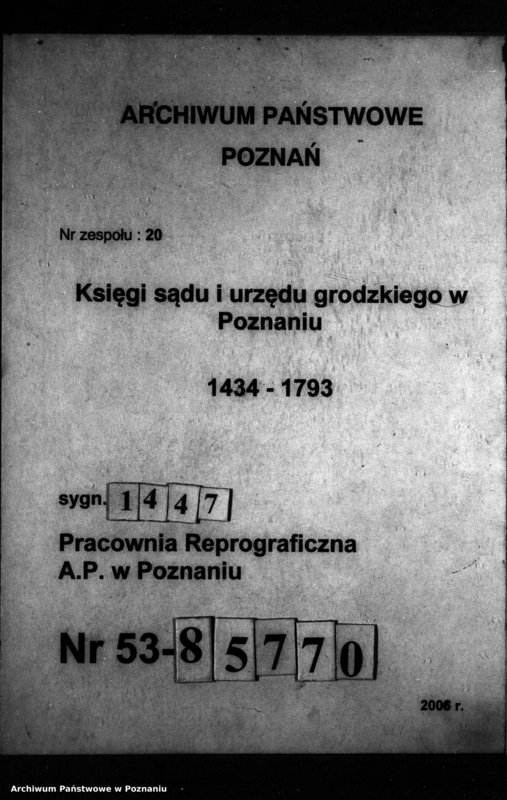 ARCHIWUM PAŃSTWOWE
POZNAŃ
Nr zespołu : 20
Księgi sądu i urzędu grodzkiego w
Poznaniu
1434 - 1793
sygn. 1447
Pracownia Reprograficzna
A.P. w Poznaniu
Nr 53-85770
2006 r.
Archiwum Państwowe w Poznaniu